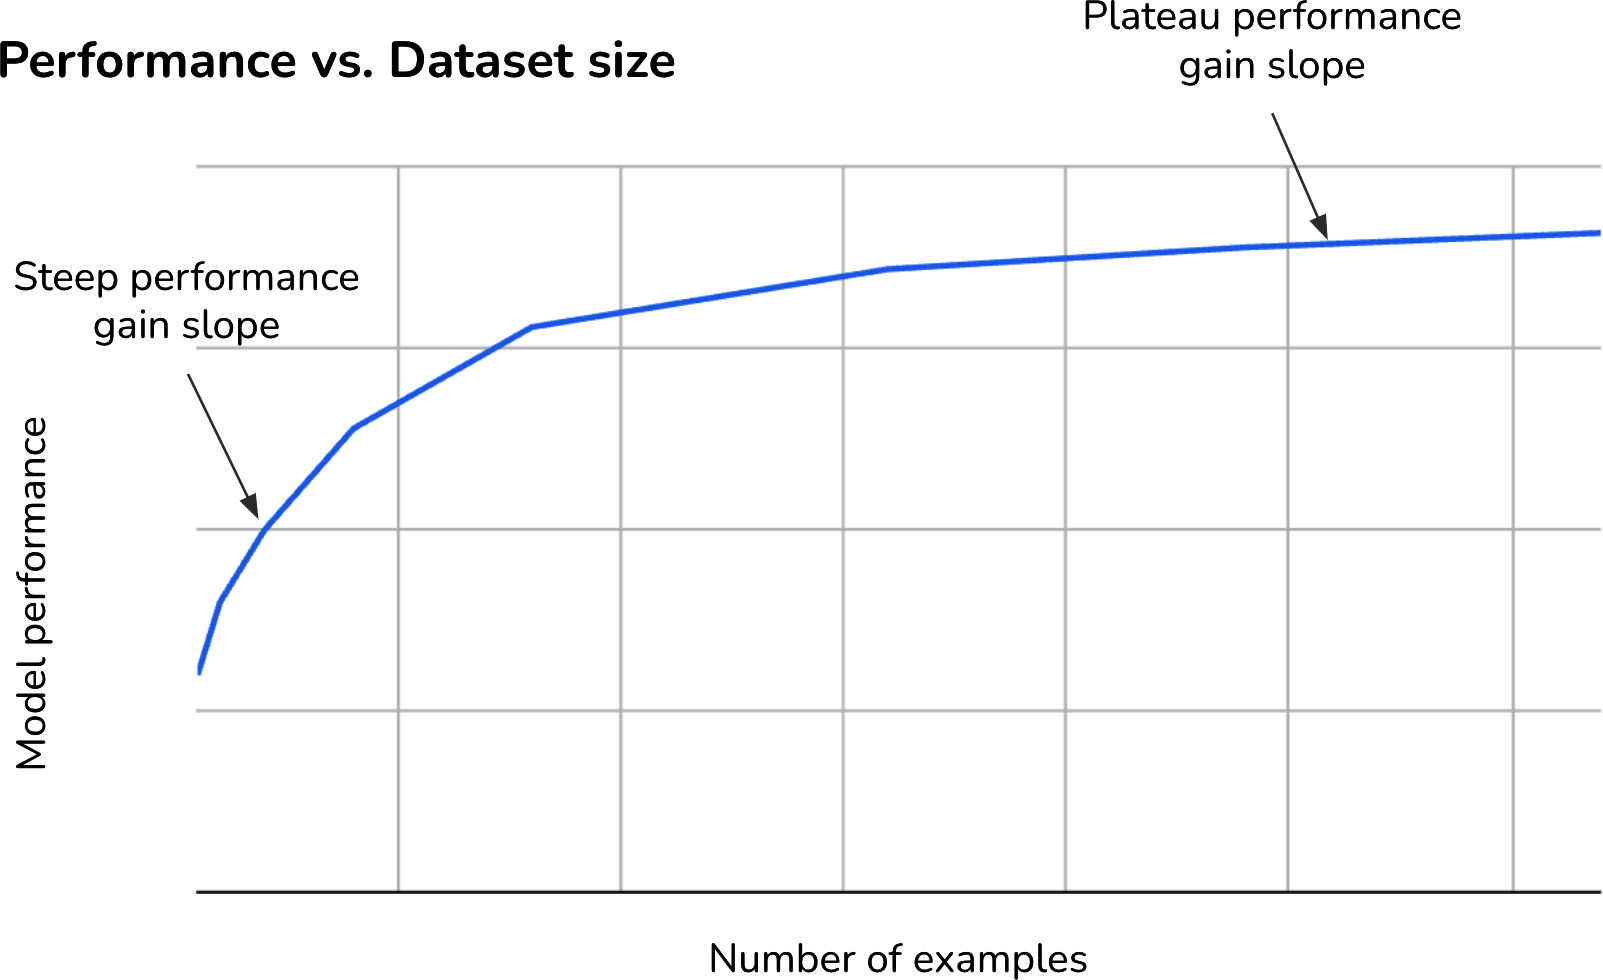 Performance vs. Dataset size
Plateau performance
gain slope
Steep performance
gain slope
Model performance
Number of examples